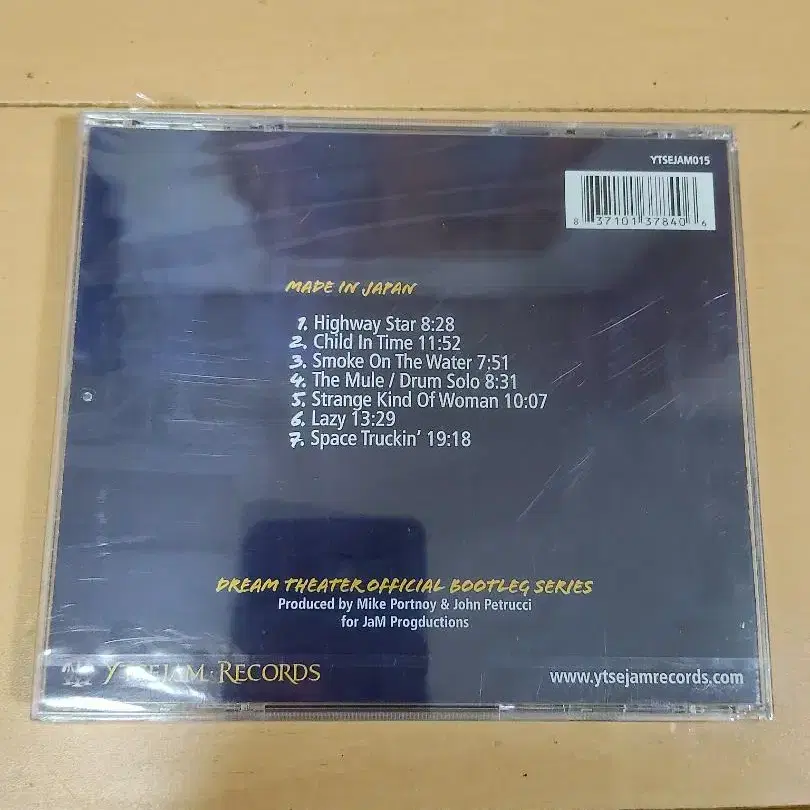 YTSEJAM015
8 37101 37840 6
MADE IN JAPAN
1. Highway Star 8:28
2. Child In Time 11:52
3. Smoke On The Water 7:51
4. The Mule / Drum Solo 8:31
5. Strange Kind Of Woman 10:07
6. Lazy 13:29
7. Space Truckin' 19:18
DREAM THEATER OFFICIAL BOOTLEG SERIES
Produced by Mike Portnoy & John Petrucci
for JaM Progductions
YTSEJAM·RECORDS
www.ytsejamrecords.com